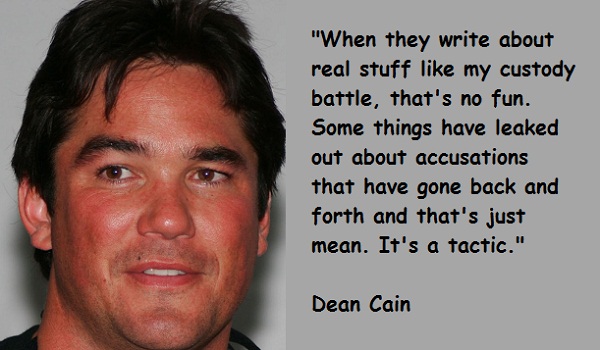 "When they write about
real stuff like my custody
battle, that's no fun.
Some things have leaked
out about accusations
that have gone back and
forth and that's just
mean. It's a tactic."
Dean Cain